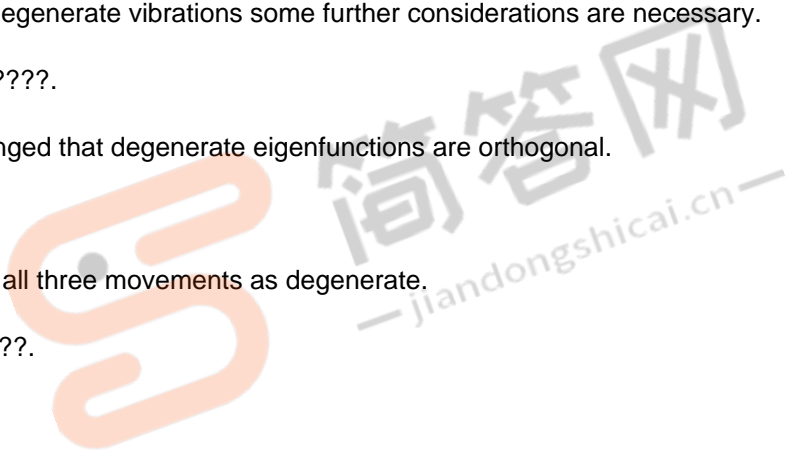 egenerate vibrations some further considerations are necessary.
????.
nged that degenerate eigenfunctions are orthogonal.
简答网
jiandongshicai.cn
all three movements as degenerate.
??.